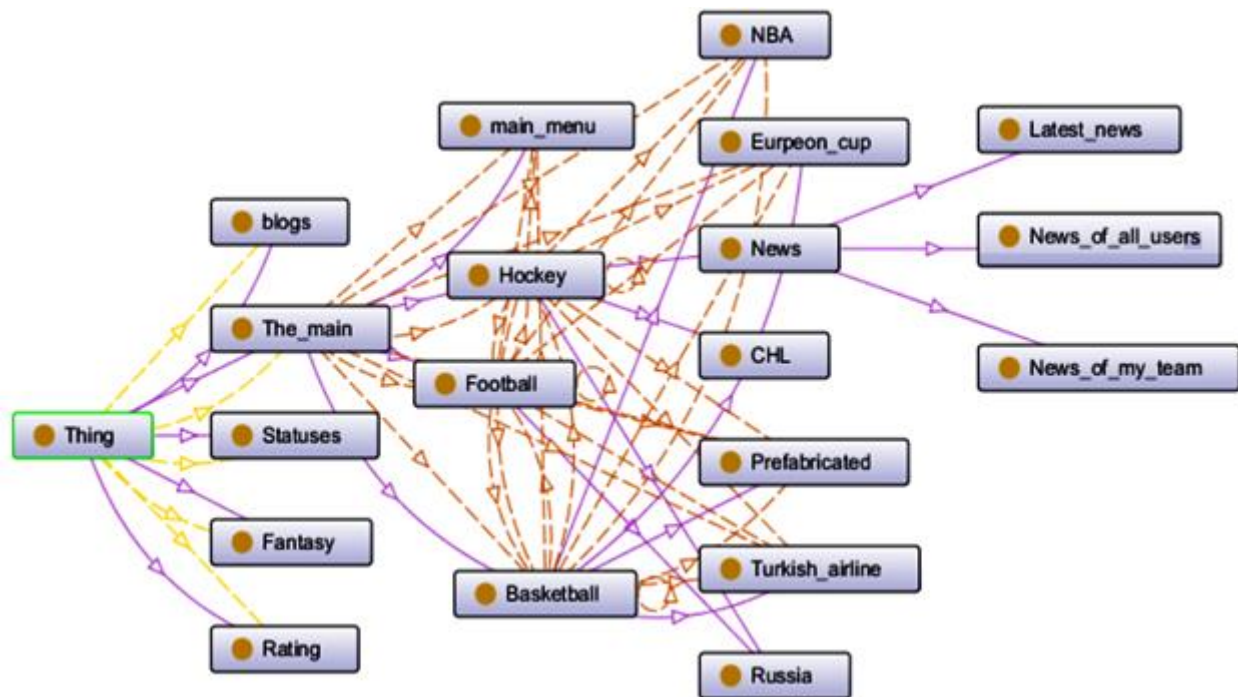 NBA
main_menu
Eurpeon_cup
Latest_news
blogs
News
News_of_all_users
Hockey
The_main
CHL
News_of_my_team
Football
Thing
Statuses
Prefabricated
Fantasy
Turkish_airline
Basketball
Rating
Russia